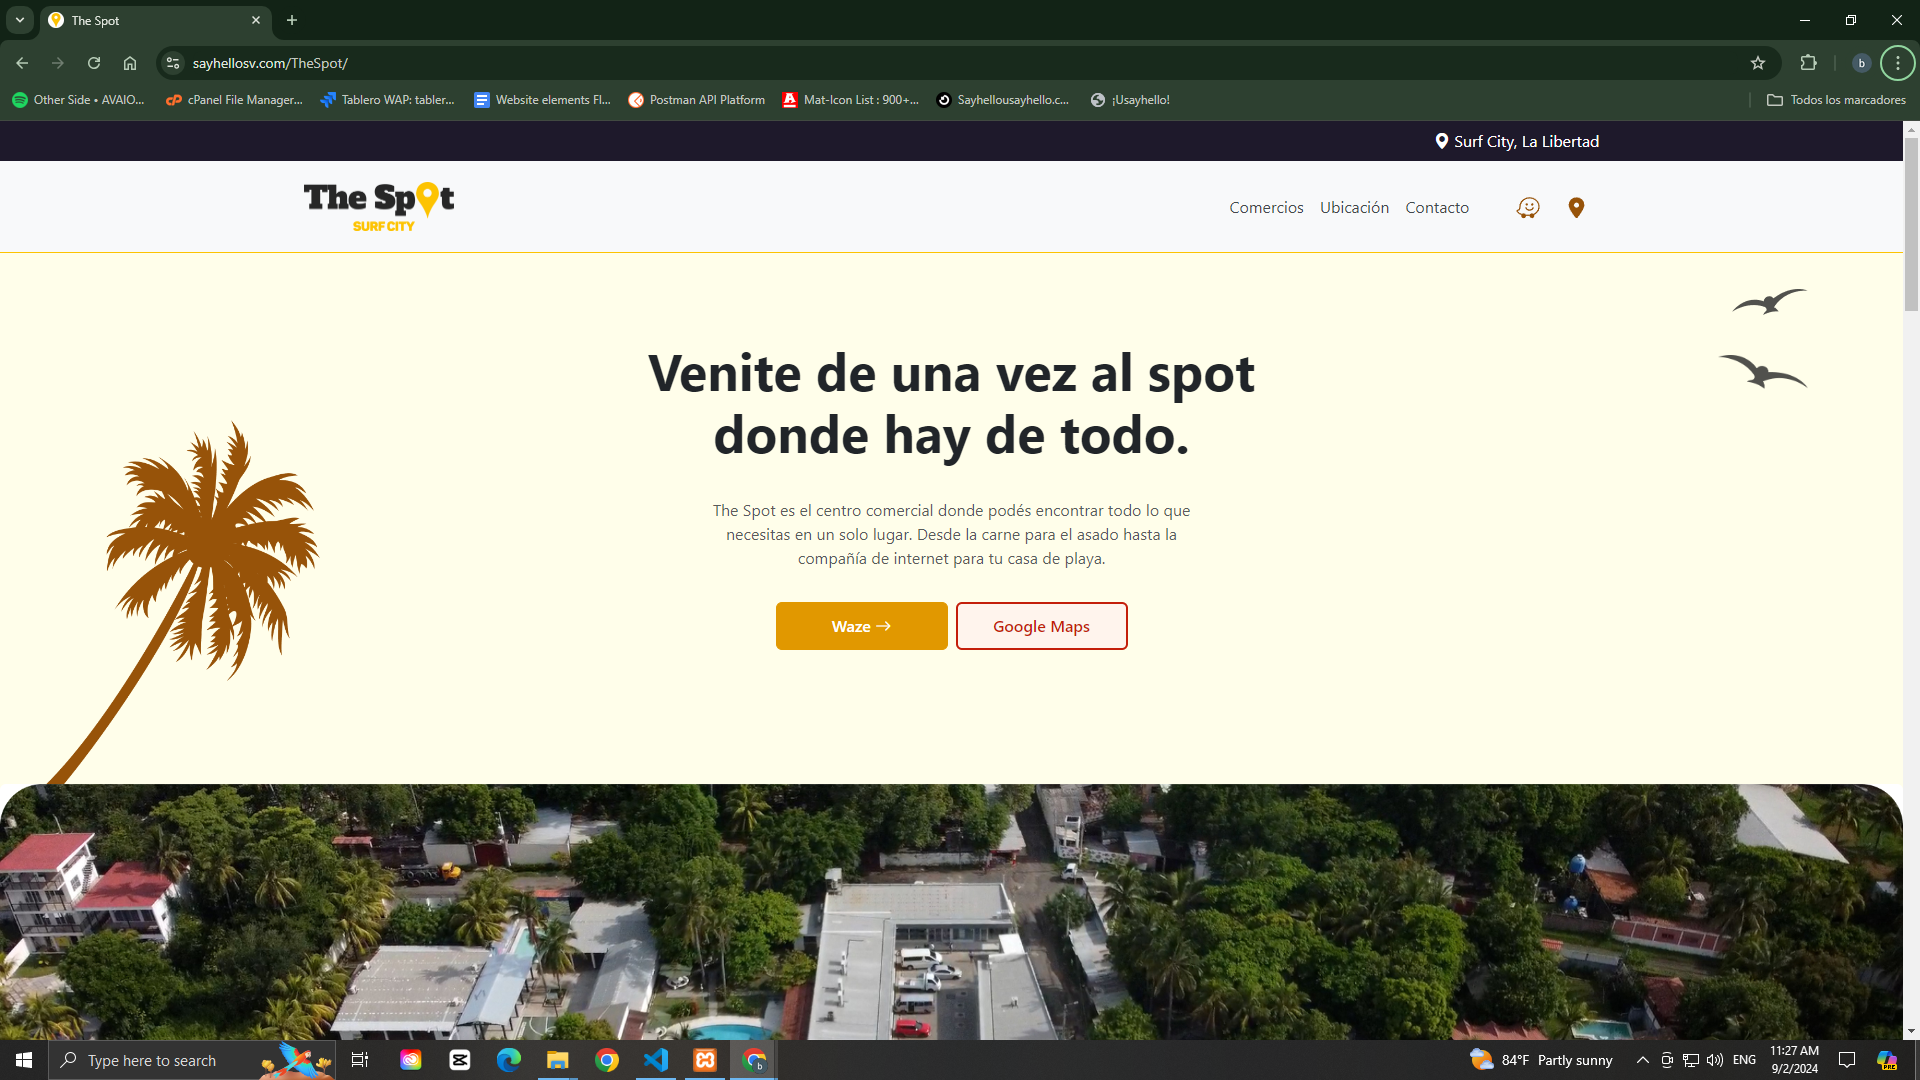 The Spot
sayhellosv.com/TheSpot/
b
Other Side • AVAIO...
cPanel File Manager...
Tablero WAP: tabler...
Website elements Fl...
Postman API Platform
Mat-Icon List : 900+...
Sayhellousayhello.c...
¡Usayhello!
Todos los marcadores
Surf City, La Libertad
The Spot
SURF CITY
Comercios
Ubicación
Contacto
Venite de una vez al spot
donde hay de todo.
The Spot es el centro comercial donde podés encontrar todo lo que
necesitas en un solo lugar. Desde la carne para el asado hasta la
compañía de internet para tu casa de playa.
Waze →
Google Maps
Type here to search
84°F Partly sunny
ENG
11:27 AM
9/2/2024
PRE